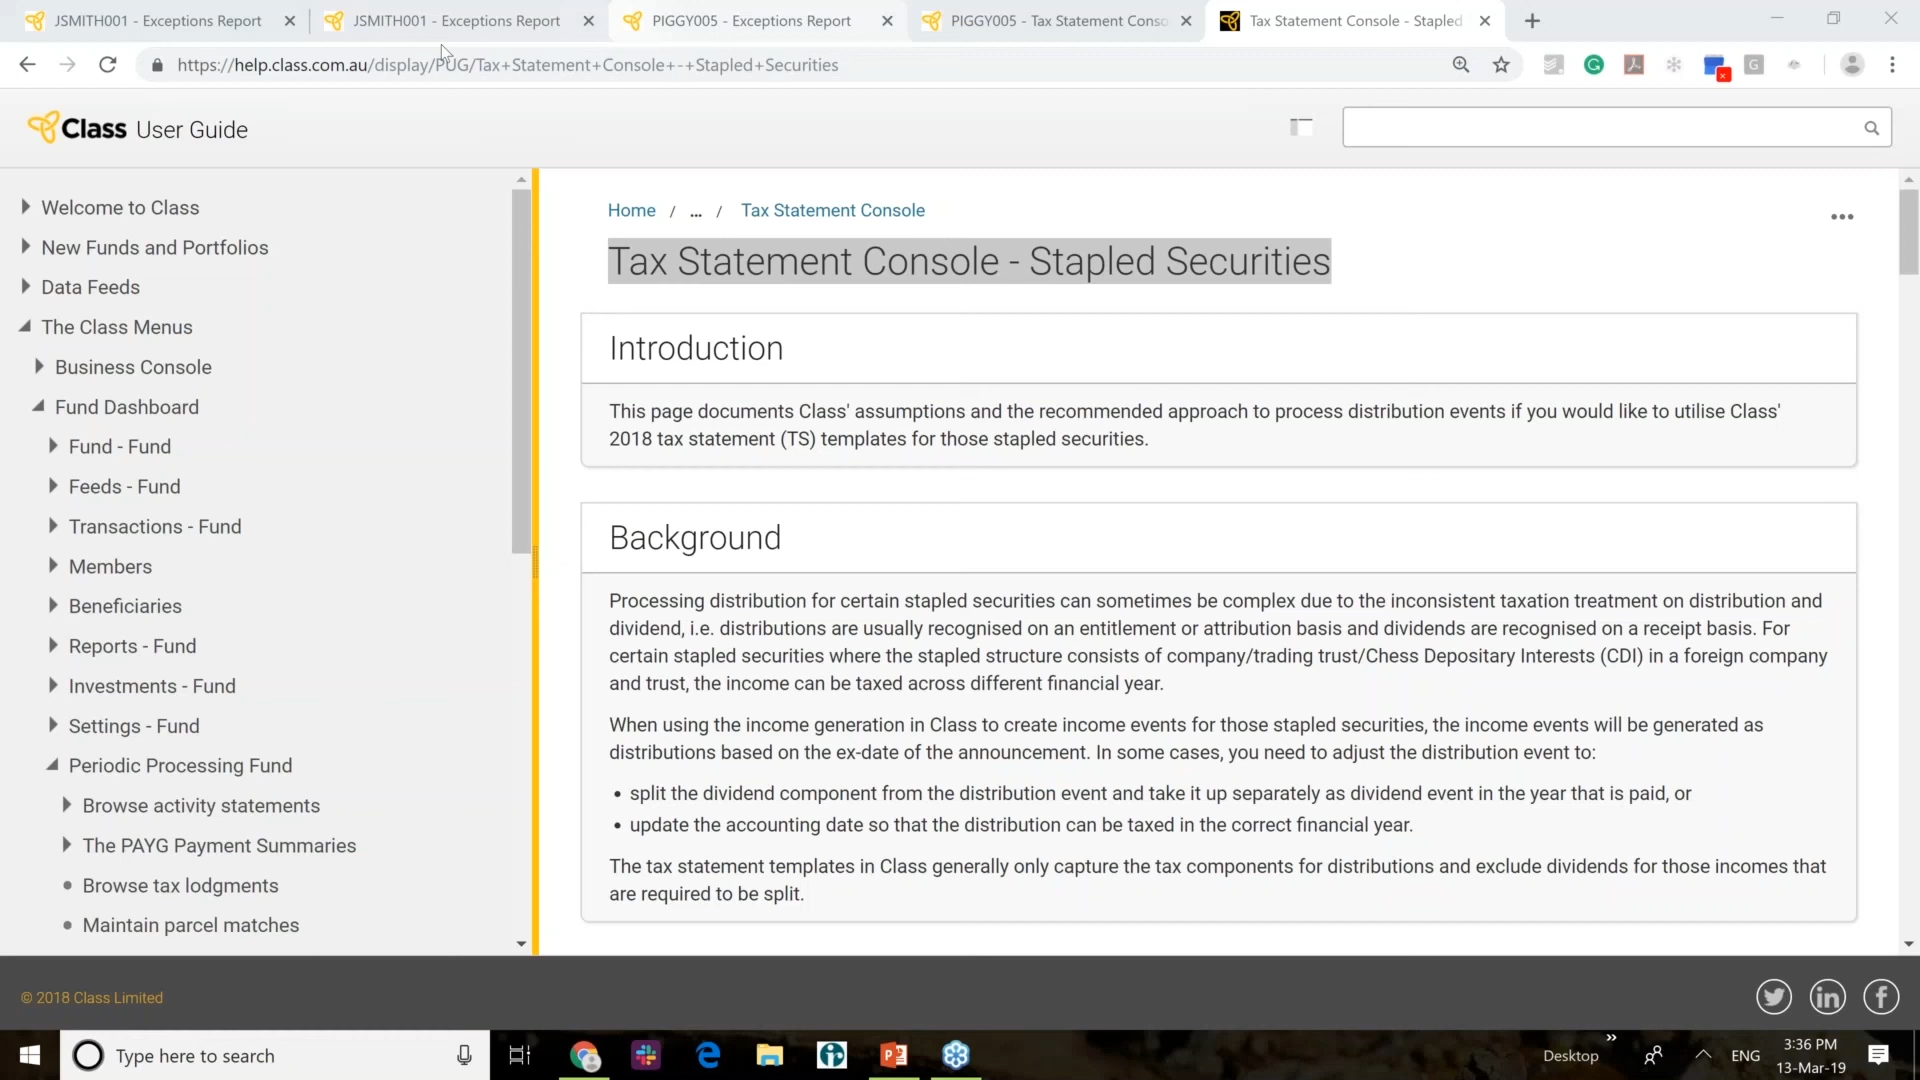 JSMITH001 - Exceptions Report
JSMITH001 - Exceptions Report
PIGGY005 - Exceptions Report
PIGGY005 - Tax Statement Conso
Tax Statement Console - Stapled
https://help.class.com.au/display/PUG/Tax+Statement+Console+-+Stapled+Securities
Class User Guide
Welcome to Class
New Funds and Portfolios
Data Feeds
The Class Menus
Business Console
Fund Dashboard
Fund - Fund
Feeds - Fund
Transactions - Fund
Members
Beneficiaries
Reports - Fund
Investments - Fund
Settings - Fund
Periodic Processing Fund
Browse activity statements
The PAYG Payment Summaries
Browse tax lodgments
Maintain parcel matches
Home / ... / Tax Statement Console
Tax Statement Console - Stapled Securities
Introduction
This page documents Class' assumptions and the recommended approach to process distribution events if you would like to utilise Class'
2018 tax statement (TS) templates for those stapled securities.
Background
Processing distribution for certain stapled securities can sometimes be complex due to the inconsistent taxation treatment on distribution and
dividend, i.e. distributions are usually recognised on an entitlement or attribution basis and dividends are recognised on a receipt basis. For
certain stapled securities where the stapled structure consists of company/trading trust/Chess Depositary Interests (CDI) in a foreign company
and trust, the income can be taxed across different financial year.
When using the income generation in Class to create income events for those stapled securities, the income events will be generated as
distributions based on the ex-date of the announcement. In some cases, you need to adjust the distribution event to:
• split the dividend component from the distribution event and take it up separately as dividend event in the year that is paid, or
• update the accounting date so that the distribution can be taxed in the correct financial year.
The tax statement templates in Class generally only capture the tax components for distributions and exclude dividends for those incomes that
are required to be split.
© 2018 Class Limited
Type here to search
Desktop
ENG
3:36 PM
13-Mar-19